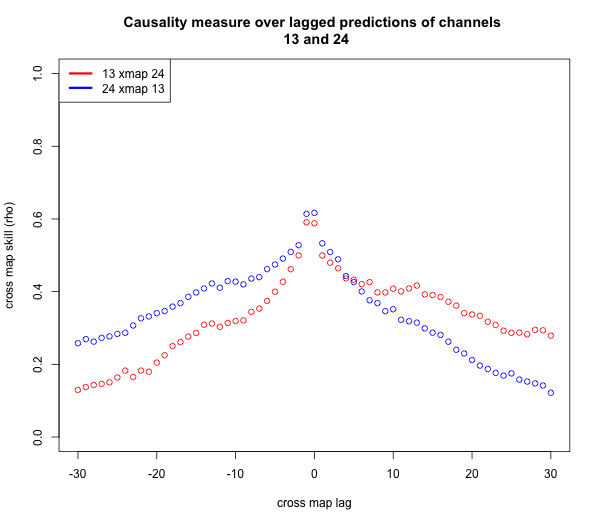 Causality measure over lagged predictions of channels
13 and 24
13 xmap 24
24 xmap 13
1.0
0.8
0.6
0.4
0.2
0.0
cross map skill (rho)
-30 -20 -10 0 10 20 30
cross map lag